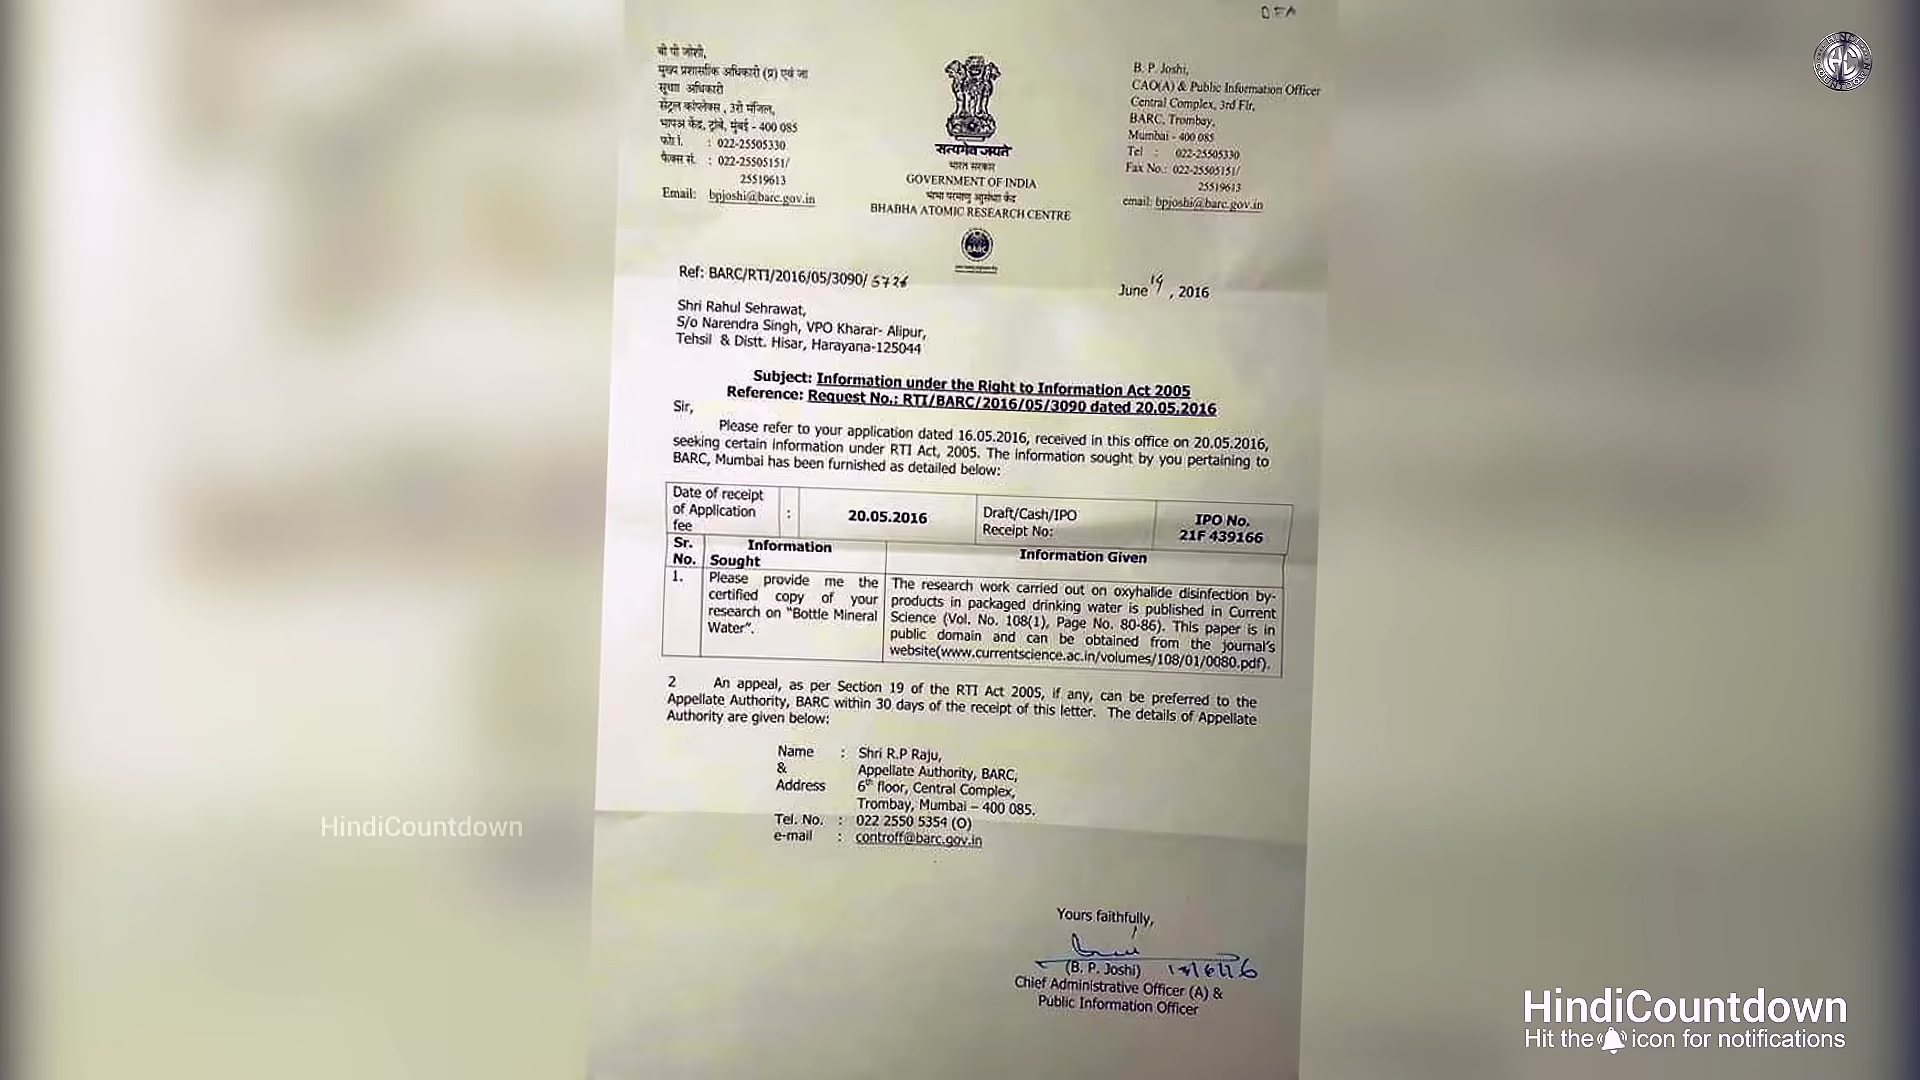 बी पी जोशी,
मुख्य प्रशासनिक अधिकारी (प्र) एवं जा
अधिकारी
सेंट्रल कांप्लेक्स , 3री मंजिल,
भापअ केंद्र, ट्रांबे, मुंबई - 400 085
: 022-25505330
फैक्स सं. : 022-25505151/
25519613
Email: bpjoshi@barc.gov.in
सत्यमेव जयते
भारत सरकार
GOVERNMENT OF INDIA
BHABHA ATOMIC RESEARCH CENTRE
B. P. Joshi,
CAO(A) & Public Information Officer
Central Complex, 3rd Flr,
BARC, Trombay,
Mumbai - 400 085
Tel : 022-25505330
Fax No.: 022-25505151/
25519613
email: bpjoshi@barc.gov.in
Ref: BARC/RTI/2016/05/3090/ 5726
June 14, 2016
Shri Rahul Sehrawat,
S/o Narendra Singh, VPO Kharar- Alipur,
Tehsil & Distt. Hisar, Harayana-125044
Subject: Information under the Right to Information Act 2005
Reference: Request No.: RTI/BARC/2016/05/3090 dated 20.05.2016
Sir,
Please refer to your application dated 16.05.2016, received in this office on 20.05.2016,
seeking certain information under RTI Act, 2005. The information sought by you pertaining to
BARC, Mumbai has been furnished as detailed below:
Date of receipt
of Application
fee
:
20.05.2016
Draft/Cash/IPO
Receipt No:
IPO No.
21F 439166
Sr.
No.
Information
Sought
Information Given
1.
Please provide me the
certified copy of your
research on "Bottle Mineral
Water".
The research work carried out on oxyhalide disinfection by-
products in packaged drinking water is published in Current
Science (Vol. No. 108(1), Page No. 80-86). This paper is in
public domain and can be obtained from the journal's
website(www.currentscience.ac.in/volumes/108/01/0080.pdf).
2 An appeal, as per Section 19 of the RTI Act 2005, if any, can be preferred to the
Appellate Authority, BARC within 30 days of the receipt of this letter. The details of Appellate
Authority are given below:
Name : Shri R.P Raju,
& Appellate Authority, BARC,
Address 6th floor, Central Complex,
Trombay, Mumbai – 400 085.
Tel. No. : 022 2550 5354 (O)
e-mail : controff@barc.gov.in
Yours faithfully,
(B. P. Joshi)
Chief Administrative Officer (A) &
Public Information Officer
HindiCountdown
HindiCountdown
Hit the icon for notifications